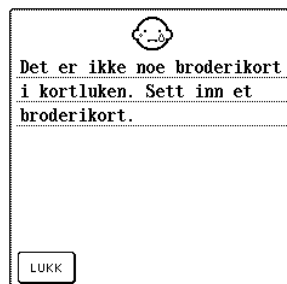 Det er ikke noe broderikort
i kortluken. Sett inn et
broderikort.
LUKK